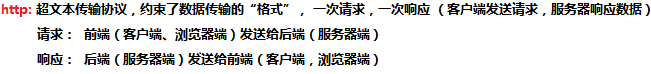 http: 超文本传输协议，约束了数据传输的“格式”， 一次请求，一次响应 （客户端发送请求，服务器响应数据）
请求： 前端（客户端、浏览器端）发送给后端（服务器端）
响应： 后端（服务器端）发送给前端（客户端，浏览器端）